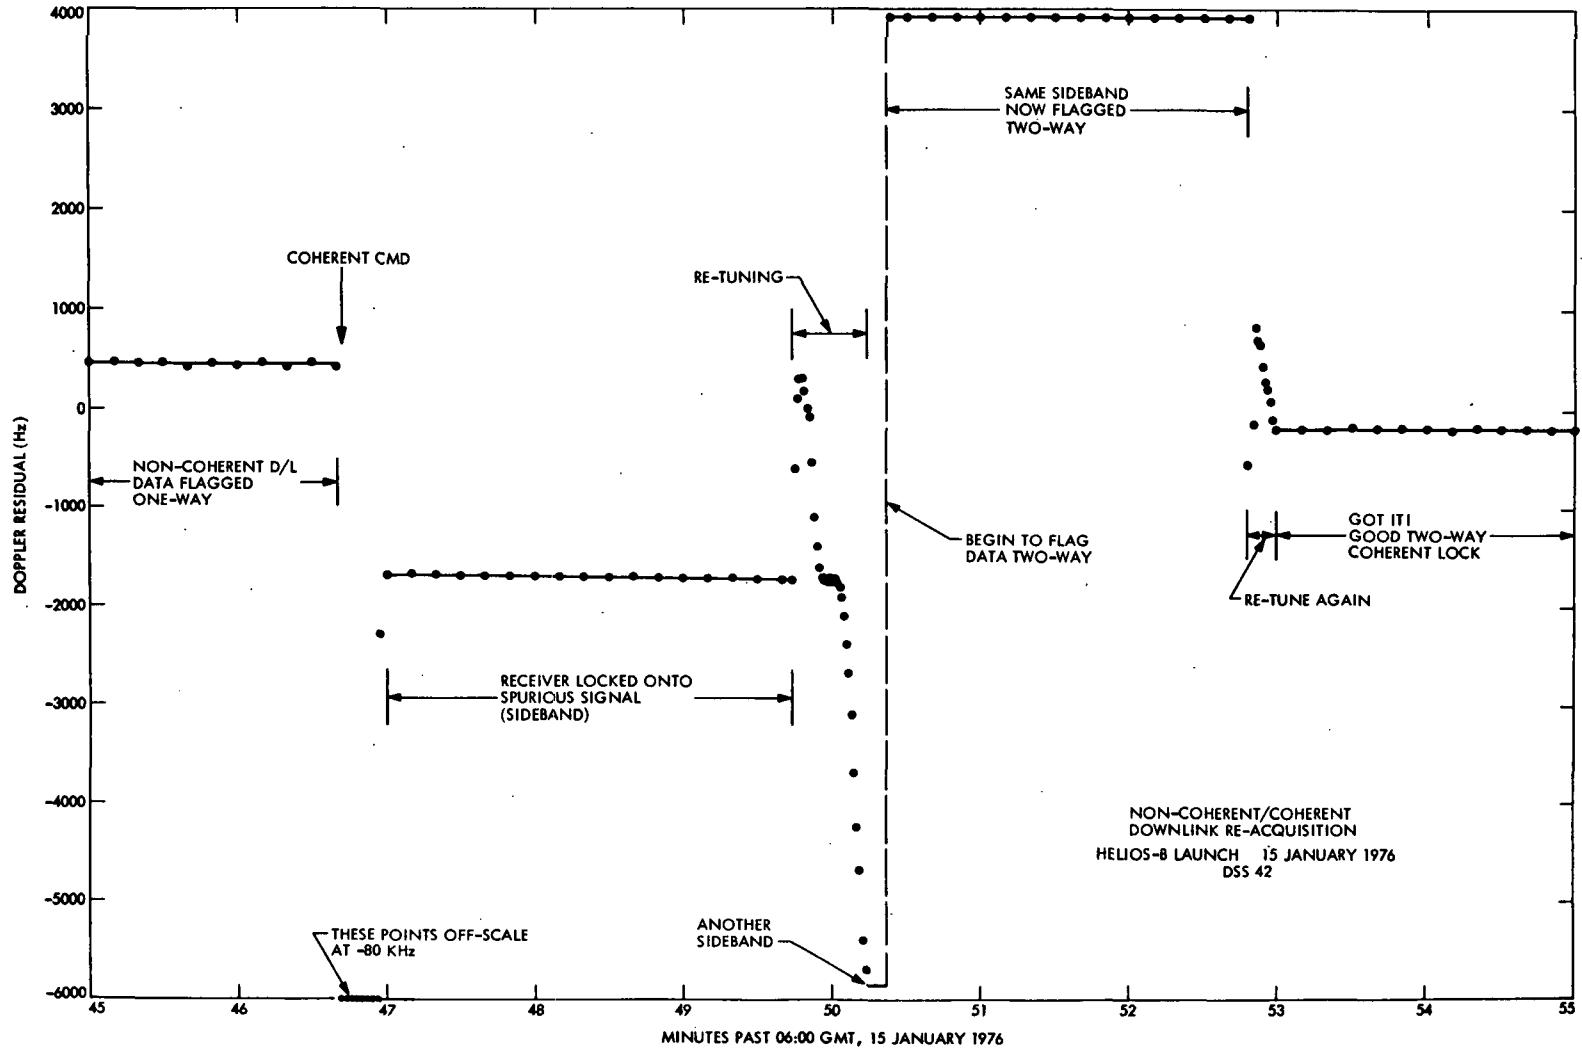 4000
3000
2000
1000
0
-1000
-2000
-3000
-4000
-5000
-6000
DOPPLER RESIDUAL (Hz)
COHERENT CMD
NON-COHERENT D/L
DATA FLAGGED
ONE-WAY
RE-TUNING
SAME SIDEBAND
NOW FLAGGED
TWO-WAY
BEGIN TO FLAG
DATA TWO-WAY
GOT IT!
GOOD TWO-WAY
COHERENT LOCK
RE-TUNE AGAIN
RECEIVER LOCKED ONTO
SPURIOUS SIGNAL
(SIDEBAND)
THESE POINTS OFF-SCALE
AT -80 KHz
ANOTHER
SIDEBAND
NON-COHERENT/COHERENT
DOWNLINK RE-ACQUISITION
HELIOS-B LAUNCH 15 JANUARY 1976
DSS 42
45 46 47 48 49 50 51 52 53 54 55
MINUTES PAST 06:00 GMT, 15 JANUARY 1976